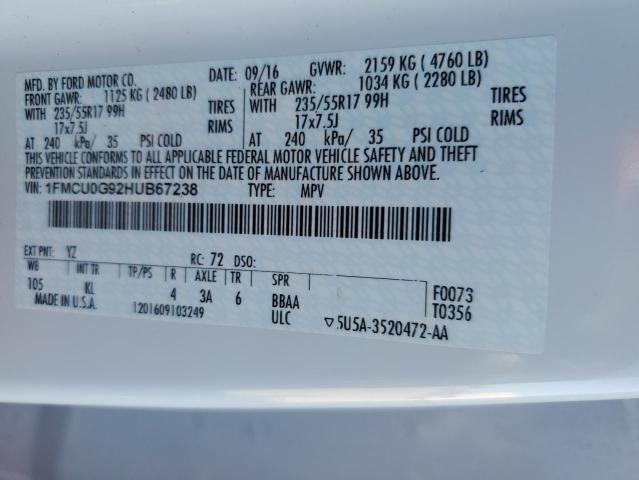 MFD. BY FORD MOTOR CO.
DATE: 09/16 GVWR: 2159 KG ( 4760 LB)
FRONT GAWR: 1125 KG ( 2480 LB)
WITH 235/55R17 99H TIRES
17x7.5J RIMS
AT 240 kPa/ 35 PSI COLD
REAR GAWR: 1034 KG ( 2280 LB)
WITH 235/55R17 99H TIRES
17x7.5J RIMS
AT 240 kPa/ 35 PSI COLD
THIS VEHICLE CONFORMS TO ALL APPLICABLE FEDERAL MOTOR VEHICLE SAFETY AND THEFT
PREVENTION STANDARDS IN EFFECT ON THE DATE OF MANUFACTURE SHOWN ABOVE.
VIN: 1FMCU0G92HUB67238 TYPE: MPV
EXT PNT: YZ RC: 72 DSO:
WB INT TR TP/PS R AXLE TR SPR
105 KL 4 3A 6 BBAA
MADE IN U.S.A. 1201609103249 ULC
F0073
T0356
▽5U5A-3520472-AA